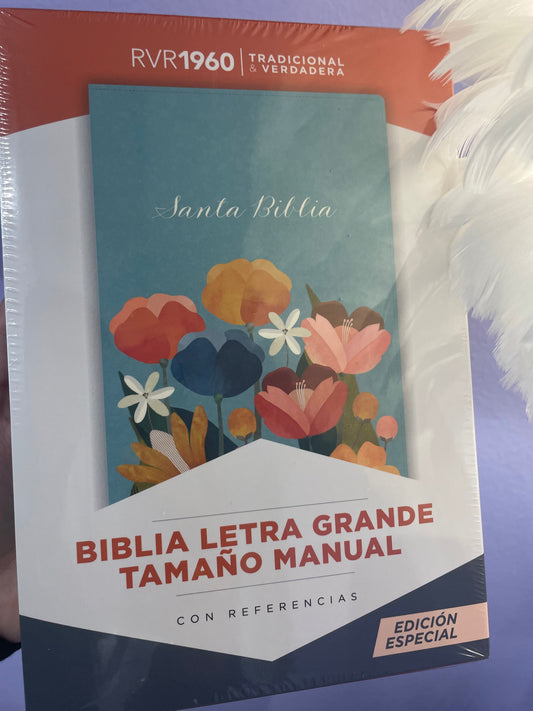 RVR1960 | TRADICIONAL
& VERDADERA
Santa Biblia
BIBLIA LETRA GRANDE
TAMAÑO MANUAL
CON REFERENCIAS
EDICIÓN
ESPECIAL